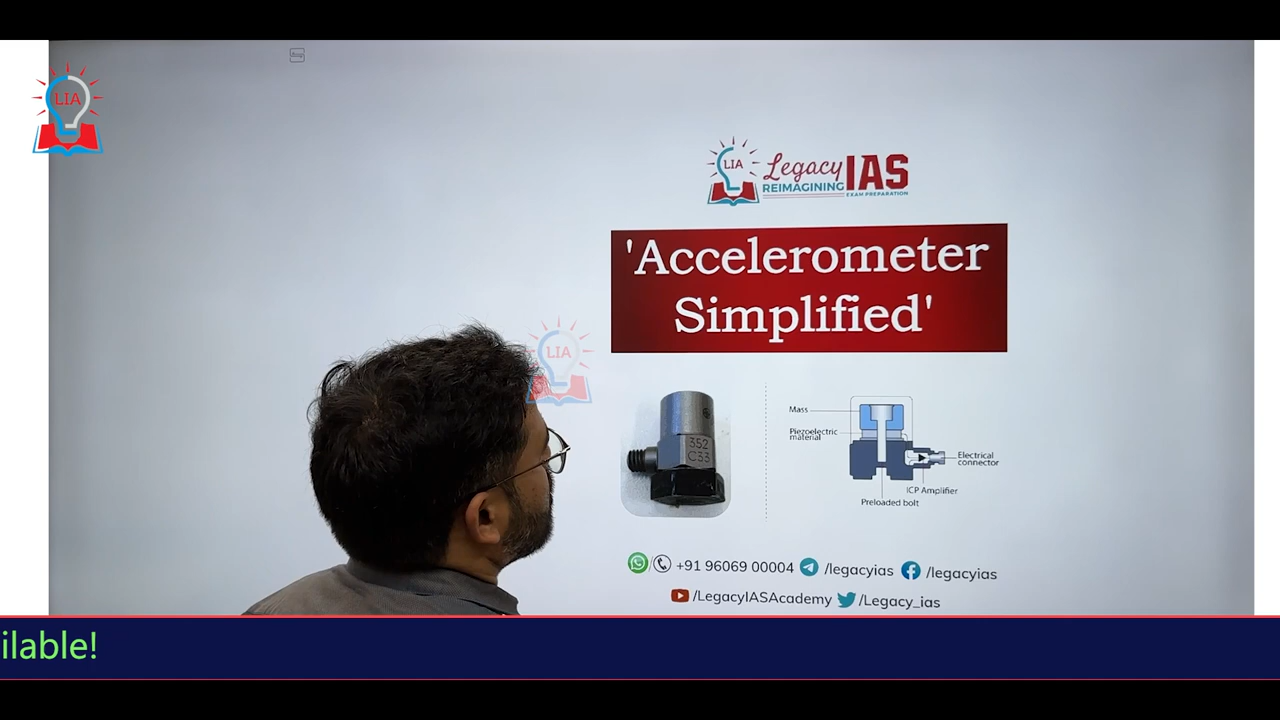 LIA
LIA
Legacy IAS
REIMAGINING EXAM PREPARATION
'Accelerometer
Simplified'
LIA
352
C33
Mass
Piezoelectric
material
Electrical
connector
ICP Amplifier
Preloaded bolt
+91 96069 00004 /legacyias /legacyias
/LegacyIASAcademy /Legacy_ias
ilable!